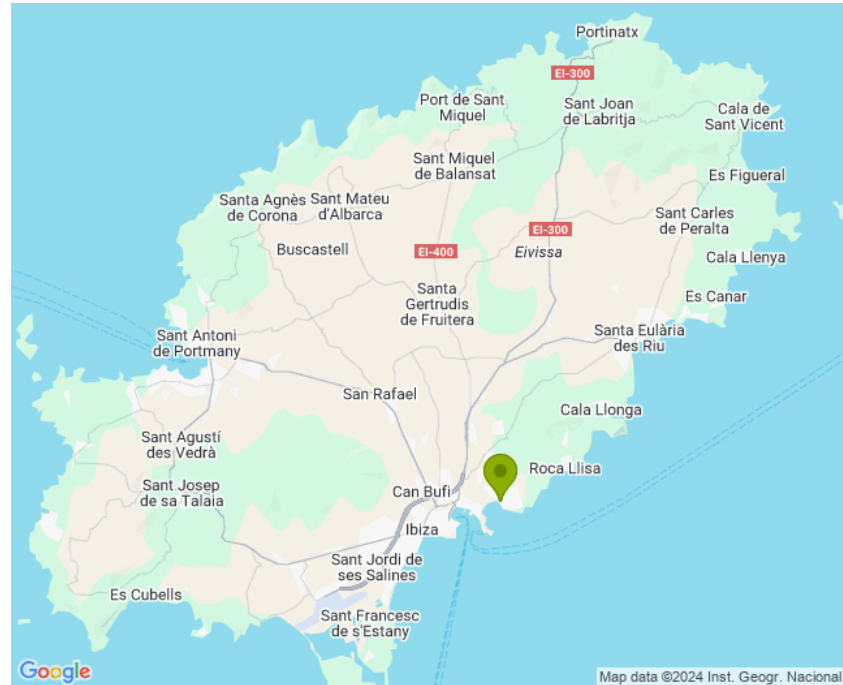 Portinatx
EI-300
Port de Sant
Miquel
Sant Joan
de Labritja
Cala de
Sant Vicent
Sant Miquel
de Balansat
Es Figueral
Santa Agnès
de Corona
Sant Mateu
d'Albarca
Sant Carles
de Peralta
EI-300
Buscastell
EI-400
Eivissa
Cala Llenya
Santa
Gertrudis
de Fruitera
Es Canar
Sant Antoni
de Portmany
Santa Eulària
des Riu
San Rafael
Cala Llonga
Sant Agustí
des Vedrà
Roca Llisa
Sant Josep
de sa Talaia
Can Bufí
Ibiza
Sant Jordi de
ses Salines
Es Cubells
Sant Francesc
de s'Estany
Google
Map data ©2024 Inst. Geogr. Nacional